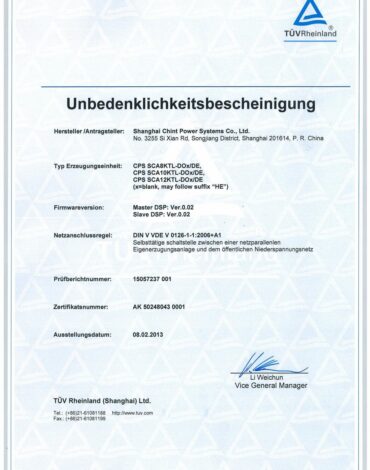 TÜVRheinland
Unbedenklichkeitsbescheinigung
Hersteller /Antragsteller: Shanghai Chint Power Systems Co., Ltd.
No. 3255 Si Xian Rd, Songjiang District, Shanghai 201614, P. R. China
Typ Erzeugungseinheit: CPS SCA8KTL-DOx/DE,
CPS SCA10KTL-DOx/DE,
CPS SCA12KTL-DOx/DE
(x=blank, may follow suffix "HE")
Firmwareversion: Master DSP: Ver.0.02
Slave DSP: Ver.0.02
Netzanschlussregel: DIN V VDE V 0126-1-1:2006+A1
Selbsttätige schaltstelle zwischen einer netzparallelen
Eigenerzeugungsanlage und dem öffentlichen Niederspannungsnetz
Prüfberichtnummer: 15057237 001
Zertifikatsnummer: AK 50248043 0001
Ausstellungsdatum: 08.02.2013
Li Weichun
Vice General Manager
TÜV Rheinland (Shanghai) Ltd.
Tel.: (+86)21-61081188 http://www.tuv.com
Fax.: (+86)21-61081199